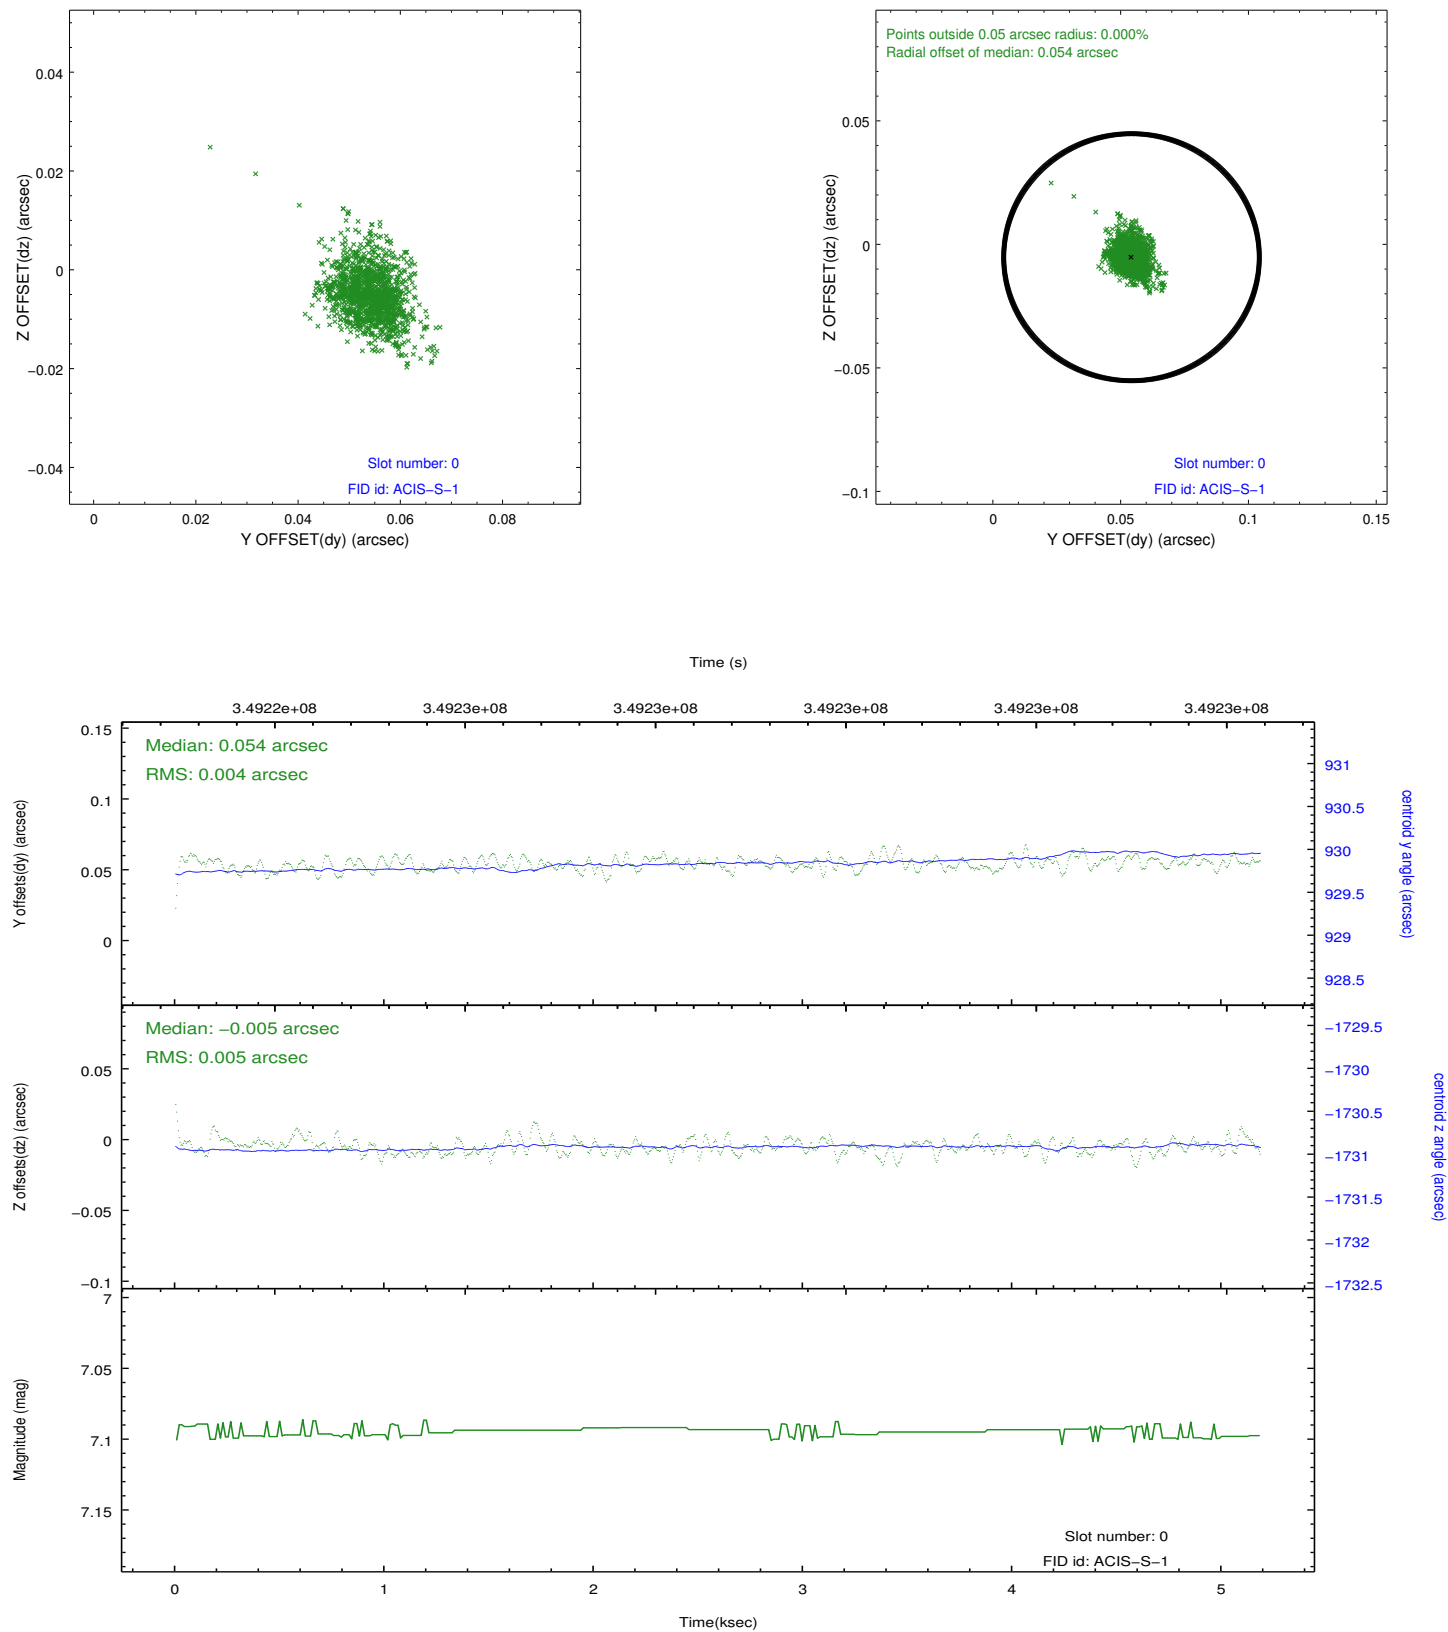 0.04
0.02
0
−0.02
−0.04
Z OFFSET(dz) (arcsec)
Slot number: 0
FID id: ACIS−S−1
0
0.02
0.04
0.06
0.08
Y OFFSET(dy) (arcsec)
Points outside 0.05 arcsec radius: 0.000%
Radial offset of median: 0.054 arcsec
0.05
0
−0.05
−0.1
Z OFFSET(dz) (arcsec)
Slot number: 0
FID id: ACIS−S−1
0
0.05
0.1
0.15
Y OFFSET(dy) (arcsec)
Time (s)
3.4922e+08
3.4923e+08
3.4923e+08
3.4923e+08
3.4923e+08
3.4923e+08
Median: 0.054 arcsec
RMS: 0.004 arcsec
0.15
0.1
0.05
0
Y offsets(dy) (arcsec)
931
930.5
930
929.5
929
928.5
centroid y angle (arcsec)
Median: −0.005 arcsec
RMS: 0.005 arcsec
0.05
0
−0.05
−0.1
Z offsets(dz) (arcsec)
−1729.5
−1730
−1730.5
−1731
−1731.5
−1732
−1732.5
centroid z angle (arcsec)
7
7.05
7.1
7.15
Magnitude (mag)
Slot number: 0
FID id: ACIS−S−1
0
1
2
3
4
5
Time(ksec)